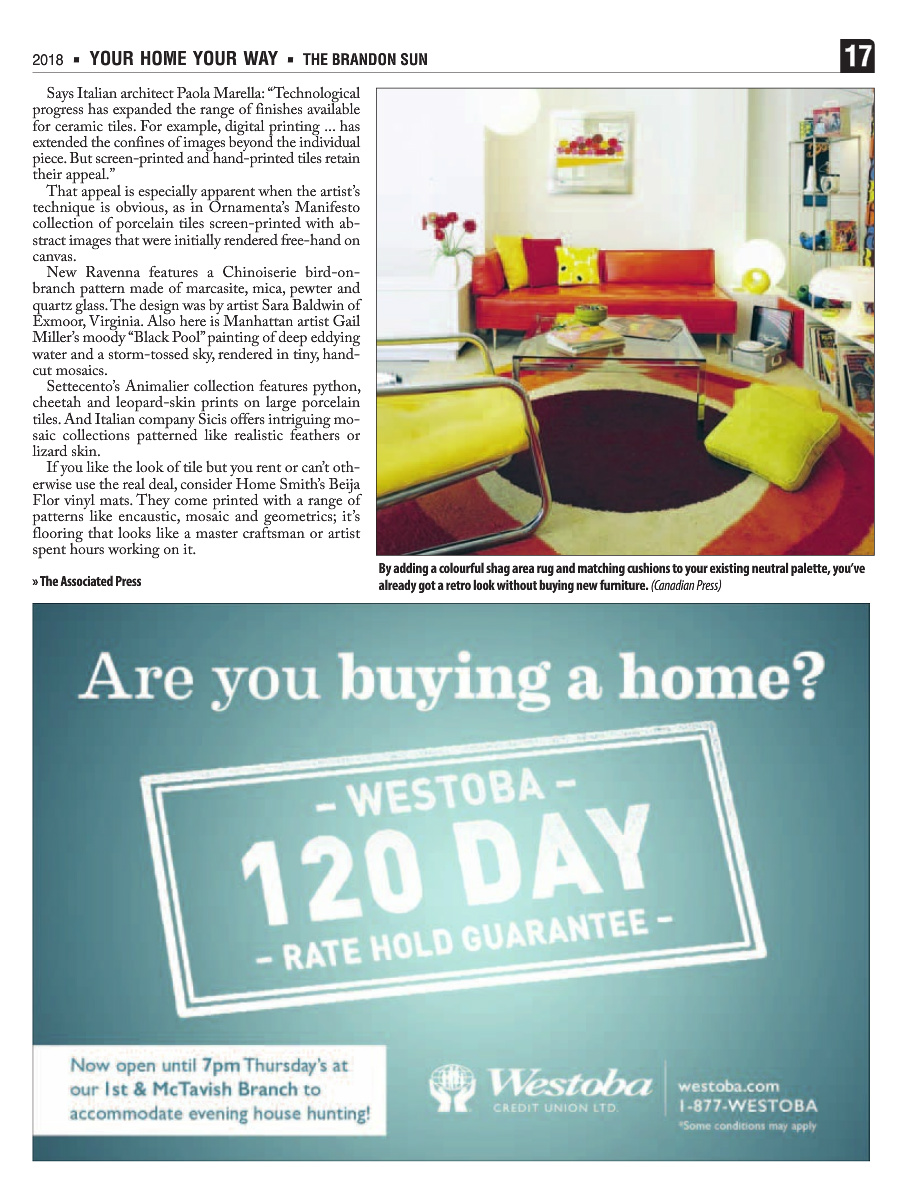 2018 ▪ YOUR HOME YOUR WAY ▪ THE BRANDON SUN
17
Says Italian architect Paola Marella: “Technological
progress has expanded the range of finishes available
for ceramic tiles. For example, digital printing ... has
extended the confines of images beyond the individual
piece. But screen-printed and hand-printed tiles retain
their appeal.”
That appeal is especially apparent when the artist’s
technique is obvious, as in Ornamenta’s Manifesto
collection of porcelain tiles screen-printed with ab-
stract images that were initially rendered free-hand on
canvas.
New Ravenna features a Chinoiserie bird-on-
branch pattern made of marcasite, mica, pewter and
quartz glass. The design was by artist Sara Baldwin of
Exmoor, Virginia. Also here is Manhattan artist Gail
Miller’s moody “Black Pool” painting of deep eddying
water and a storm-tossed sky, rendered in tiny, hand-
cut mosaics.
Settecento’s Animalier collection features python,
cheetah and leopard-skin prints on large porcelain
tiles. And Italian company Sicis offers intriguing mo-
saic collections patterned like realistic feathers or
lizard skin.
If you like the look of tile but you rent or can’t oth-
erwise use the real deal, consider Home Smith’s Beija
Flor vinyl mats. They come printed with a range of
patterns like encaustic, mosaic and geometrics; it’s
flooring that looks like a master craftsman or artist
spent hours working on it.
» The Associated Press
By adding a colourful shag area rug and matching cushions to your existing neutral palette, you’ve
already got a retro look without buying new furniture. (Canadian Press)
Are you buying a home?
– WESTOBA –
120 DAY
– RATE HOLD GUARANTEE –
Now open until 7pm Thursday's at
our 1st & McTavish Branch to
accommodate evening house hunting!
Westoba
CREDIT UNION LTD.
westoba.com
1-877-WESTOBA
*Some conditions may apply